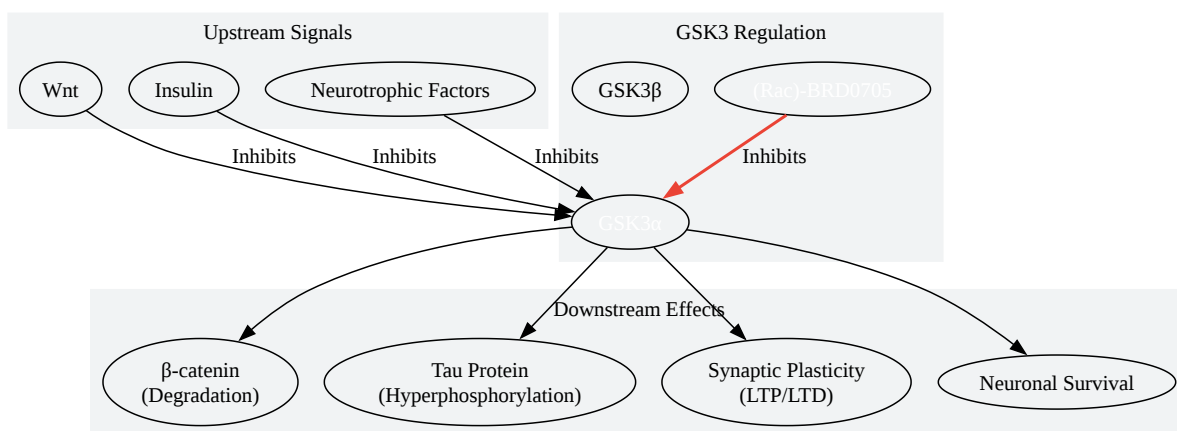 Upstream Signals
GSK3 Regulation
Wnt
Insulin
Neurotrophic Factors
GSK3β
(Rac)-BRD0705
Inhibits
Inhibits
Inhibits
Inhibits
GSK3α
Downstream Effects
β-catenin
(Degradation)
Tau Protein
(Hyperphosphorylation)
Synaptic Plasticity
(LTP/LTD)
Neuronal Survival